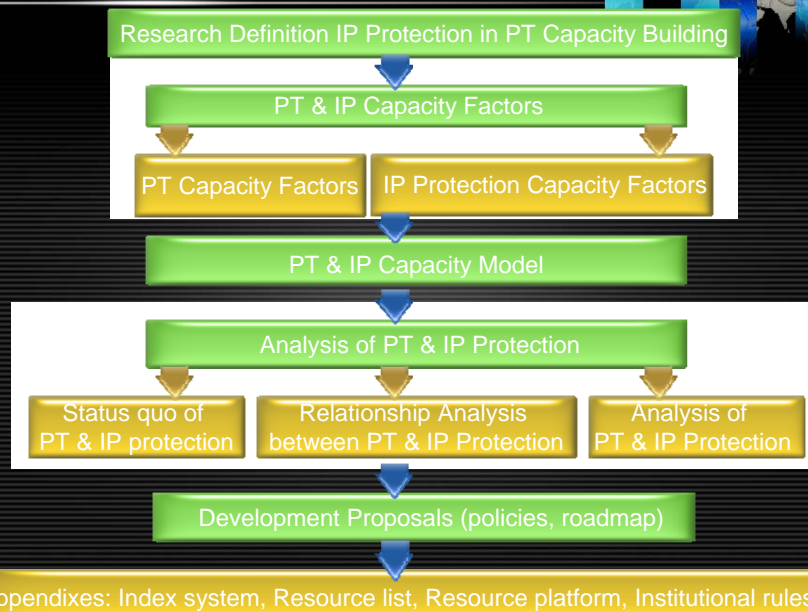 Research Definition IP Protection in PT Capacity Building
PT & IP Capacity Factors
PT Capacity Factors
IP Protection Capacity Factors
PT & IP Capacity Model
Analysis of PT & IP Protection
Status quo of
PT & IP protection
Relationship Analysis
between PT & IP Protection
Analysis of
PT & IP Protection
Development Proposals (policies, roadmap)
ppendixes: Index system, Resource list, Resource platform, Institutional rules